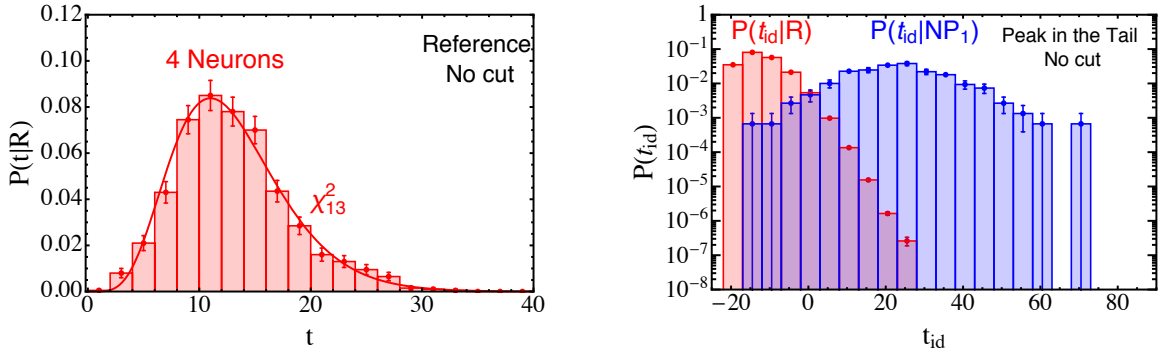 0.12
0.10
0.08
0.06
0.04
0.02
0.00
P(t|R)
4 Neurons
Reference
No cut
χ²₁₃
0 10 20 30 40
t
P(t_id|R)
P(t_id|NP₁)
Peak in the Tail
No cut
10⁻¹
10⁻²
10⁻³
10⁻⁴
10⁻⁵
10⁻⁶
10⁻⁷
10⁻⁸
P(t_id)
−20 0 20 40 60 80
t_id